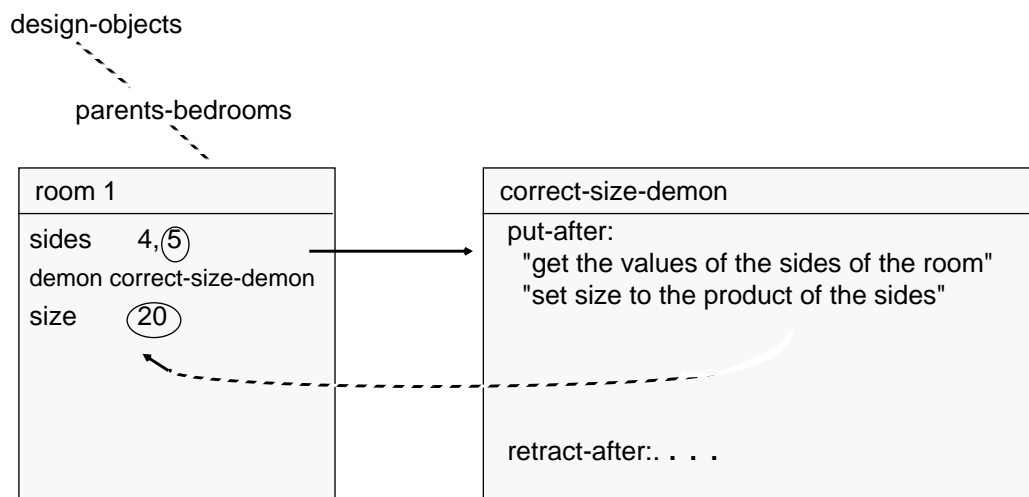 design-objects
parents-bedrooms
room 1
sides 4,5
demon correct-size-demon
size 20
correct-size-demon
put-after:
"get the values of the sides of the room"
"set size to the product of the sides"
retract-after:. . . .